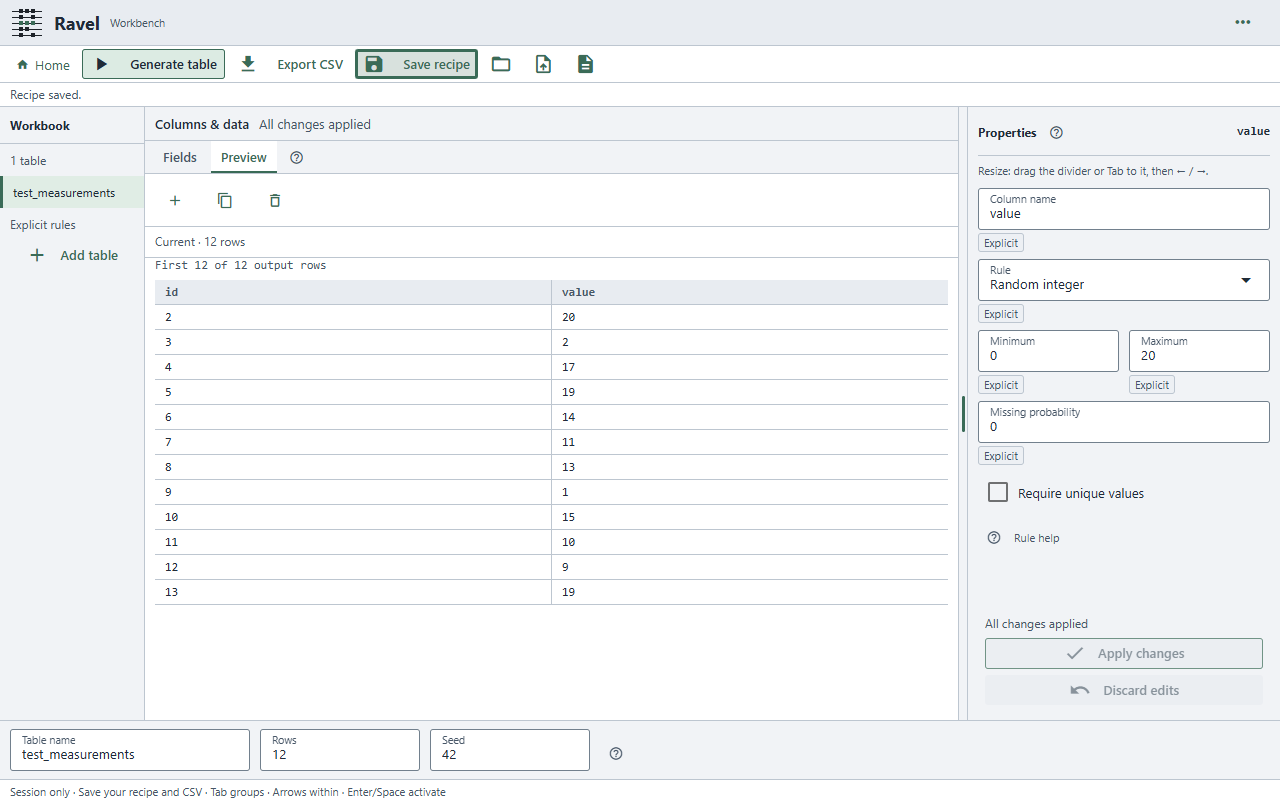 Ravel Workbench
Home Generate table Export CSV Save recipe
Recipe saved.
Workbook
1 table
test_measurements
Explicit rules
Add table
Columns & data All changes applied
Fields Preview
Current · 12 rows
First 12 of 12 output rows
id value
2 20
3 2
4 17
5 19
6 14
7 11
8 13
9 1
10 15
11 10
12 9
13 19
Properties value
Resize: drag the divider or Tab to it, then ← / →.
Column name
value
Explicit
Rule
Random integer
Explicit
Minimum Maximum
0 20
Explicit Explicit
Missing probability
0
Explicit
Require unique values
Rule help
All changes applied
Apply changes
Discard edits
Table name Rows Seed
test_measurements 12 42
Session only · Save your recipe and CSV · Tab groups · Arrows within · Enter/Space activate